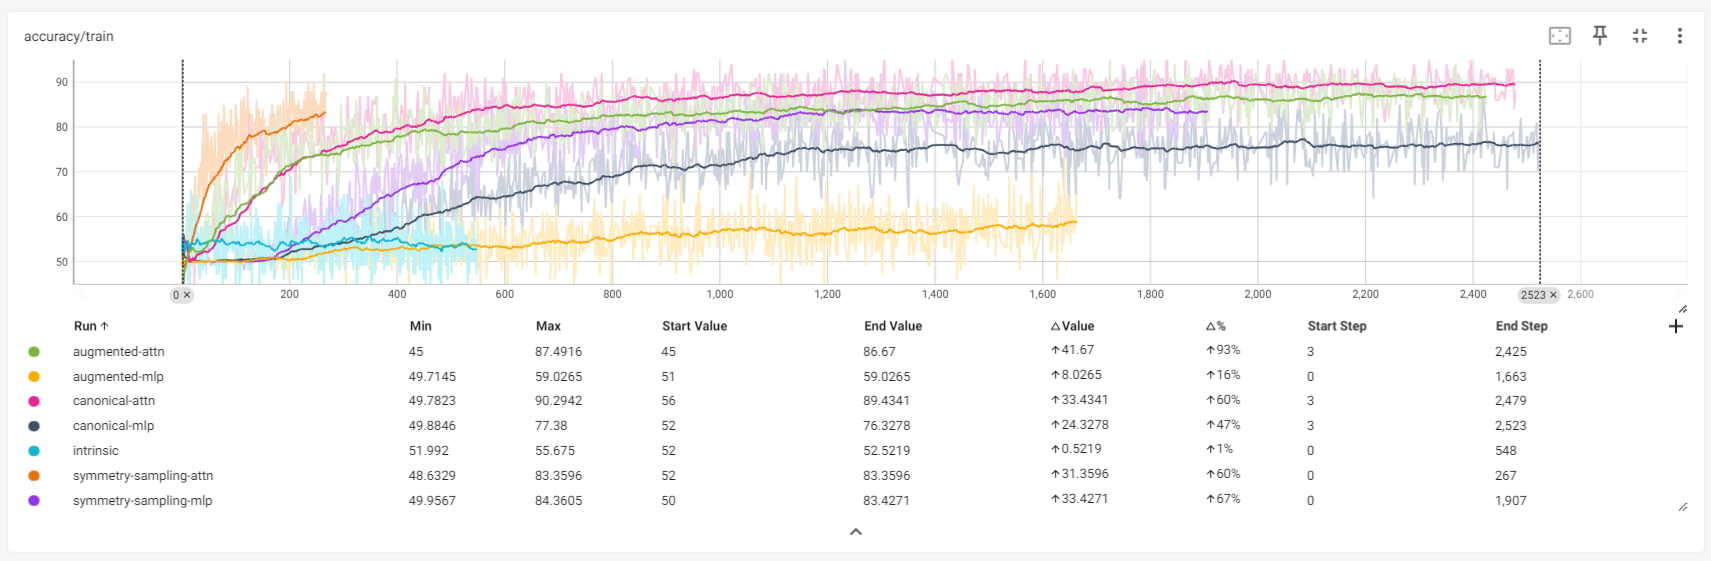 accuracy/train
90
80
70
60
50
0 × 200 400 600 800 1,000 1,200 1,400 1,600 1,800 2,000 2,200 2,400 2523 × 2,600
Run ↑ Min Max Start Value End Value △Value △% Start Step End Step
augmented-attn 45 87.4916 45 86.67 ↑41.67 ↑93% 3 2,425
augmented-mlp 49.7145 59.0265 51 59.0265 ↑8.0265 ↑16% 0 1,663
canonical-attn 49.7823 90.2942 56 89.4341 ↑33.4341 ↑60% 3 2,479
canonical-mlp 49.8846 77.38 52 76.3278 ↑24.3278 ↑47% 3 2,523
intrinsic 51.992 55.675 52 52.5219 ↑0.5219 ↑1% 0 548
symmetry-sampling-attn 48.6329 83.3596 52 83.3596 ↑31.3596 ↑60% 0 267
symmetry-sampling-mlp 49.9567 84.3605 50 83.4271 ↑33.4271 ↑67% 0 1,907